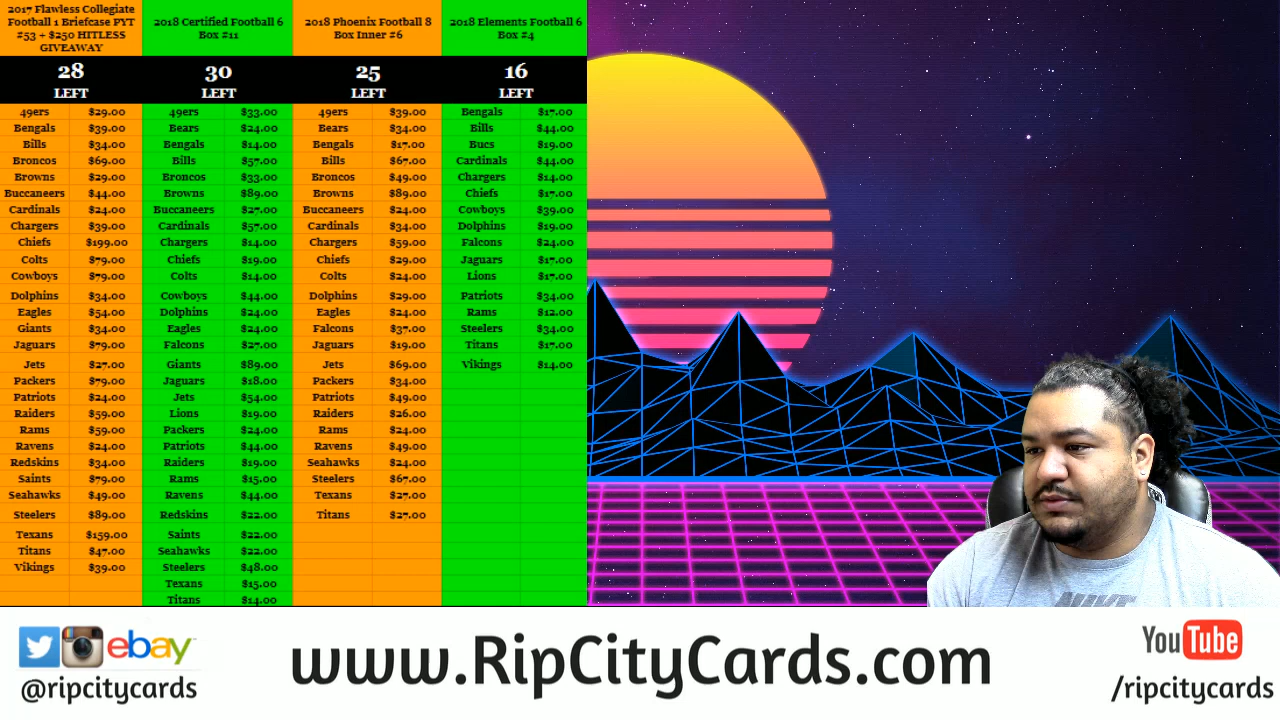 2017 Flawless Collegiate
Football 1 Briefcase PYT
#53 + $250 HITLESS
GIVEAWAY
28
LEFT
49ers $29.00
Bengals $39.00
Bills $34.00
Broncos $69.00
Browns $29.00
Buccaneers $44.00
Cardinals $24.00
Chargers $39.00
Chiefs $199.00
Colts $79.00
Cowboys $79.00
Dolphins $34.00
Eagles $54.00
Giants $34.00
Jaguars $79.00
Jets $27.00
Packers $79.00
Patriots $24.00
Raiders $59.00
Rams $59.00
Ravens $24.00
Redskins $34.00
Saints $79.00
Seahawks $49.00
Steelers $89.00
Texans $159.00
Titans $47.00
Vikings $39.00
2018 Certified Football 6
Box #11
30
LEFT
49ers $33.00
Bears $24.00
Bengals $14.00
Bills $57.00
Broncos $33.00
Browns $89.00
Buccaneers $27.00
Cardinals $57.00
Chargers $14.00
Chiefs $19.00
Colts $14.00
Cowboys $44.00
Dolphins $24.00
Eagles $24.00
Falcons $27.00
Giants $89.00
Jaguars $18.00
Jets $54.00
Lions $19.00
Packers $24.00
Patriots $44.00
Raiders $19.00
Rams $15.00
Ravens $44.00
Redskins $22.00
Saints $22.00
Seahawks $22.00
Steelers $48.00
Texans $15.00
Titans $14.00
2018 Phoenix Football 8
Box Inner #6
25
LEFT
49ers $39.00
Bears $34.00
Bengals $17.00
Bills $67.00
Broncos $49.00
Browns $89.00
Buccaneers $24.00
Cardinals $34.00
Chargers $59.00
Chiefs $29.00
Colts $24.00
Dolphins $29.00
Eagles $24.00
Falcons $37.00
Jaguars $19.00
Jets $69.00
Packers $34.00
Patriots $49.00
Raiders $26.00
Rams $24.00
Ravens $49.00
Seahawks $24.00
Steelers $67.00
Texans $27.00
Titans $27.00
2018 Elements Football 6
Box #4
16
LEFT
Bengals $17.00
Bills $44.00
Bucs $19.00
Cardinals $44.00
Chargers $14.00
Chiefs $17.00
Cowboys $39.00
Dolphins $19.00
Falcons $24.00
Jaguars $17.00
Lions $17.00
Patriots $34.00
Rams $12.00
Steelers $34.00
Titans $17.00
Vikings $14.00
NIKE
ebay
@ripcitycards
www.RipCityCards.com
YouTube
/ripcitycards